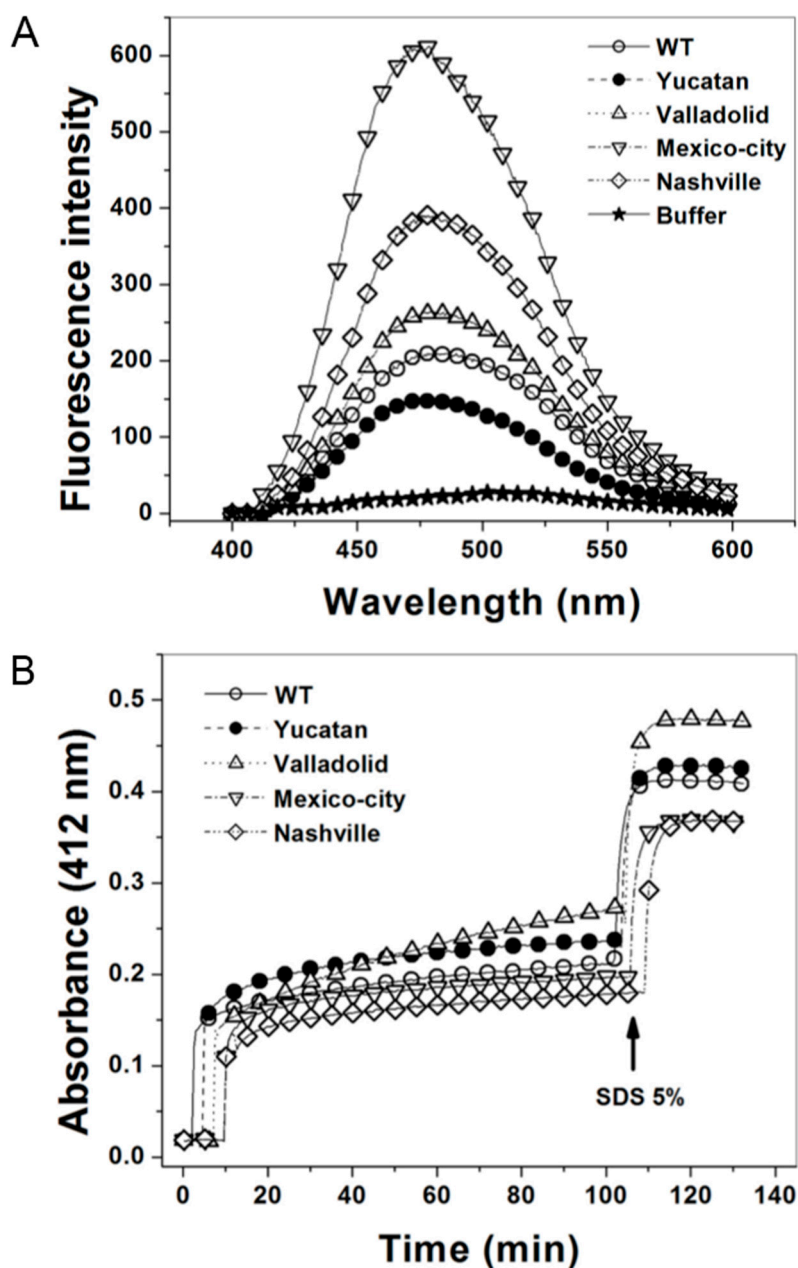 A
Fluorescence intensity
600
500
400
300
200
100
0
WT
Yucatan
Valladolid
Mexico-city
Nashville
Buffer
400 450 500 550 600
Wavelength (nm)
B
Absorbance (412 nm)
0.5
0.4
0.3
0.2
0.1
0.0
WT
Yucatan
Valladolid
Mexico-city
Nashville
SDS 5%
0 20 40 60 80 100 120 140
Time (min)